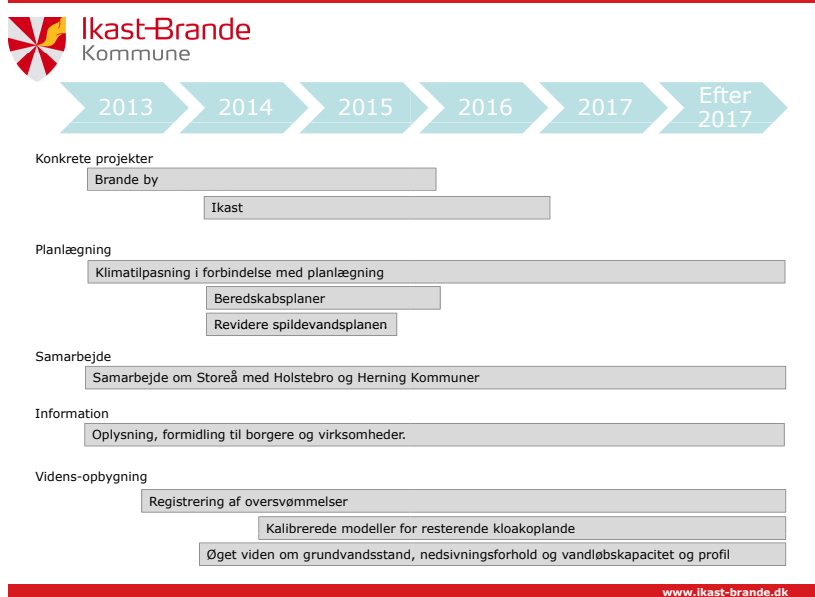 Ikast-Brande
Kommune
2013
2014
2015
2016
2017
Efter
2017
Konkrete projekter
Brande by
Ikast
Planlægning
Klimatilpasning i forbindelse med planlægning
Beredskabsplaner
Revidere spildevandsplanen
Samarbejde
Samarbejde om Storeå med Holstebro og Herning Kommuner
Information
Oplysning, formidling til borgere og virksomheder.
Videns-opbygning
Registrering af oversvømmelser
Kalibrerede modeller for resterende kloakoplande
Øget viden om grundvandsstand, nedsivningsforhold og vandløbskapacitet og profil
www.ikast-brande.dk